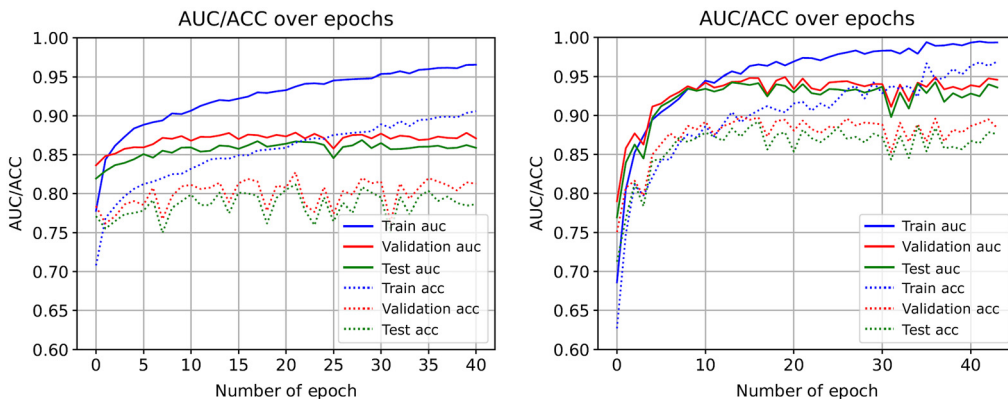 AUC/ACC over epochs
1.00
0.95
0.90
0.85
0.80
0.75
0.70
0.65
0.60
AUC/ACC
0 5 10 15 20 25 30 35 40
Number of epoch
Train auc
Validation auc
Test auc
Train acc
Validation acc
Test acc
AUC/ACC over epochs
1.00
0.95
0.90
0.85
0.80
0.75
0.70
0.65
0.60
AUC/ACC
0 10 20 30 40
Number of epoch
Train auc
Validation auc
Test auc
Train acc
Validation acc
Test acc